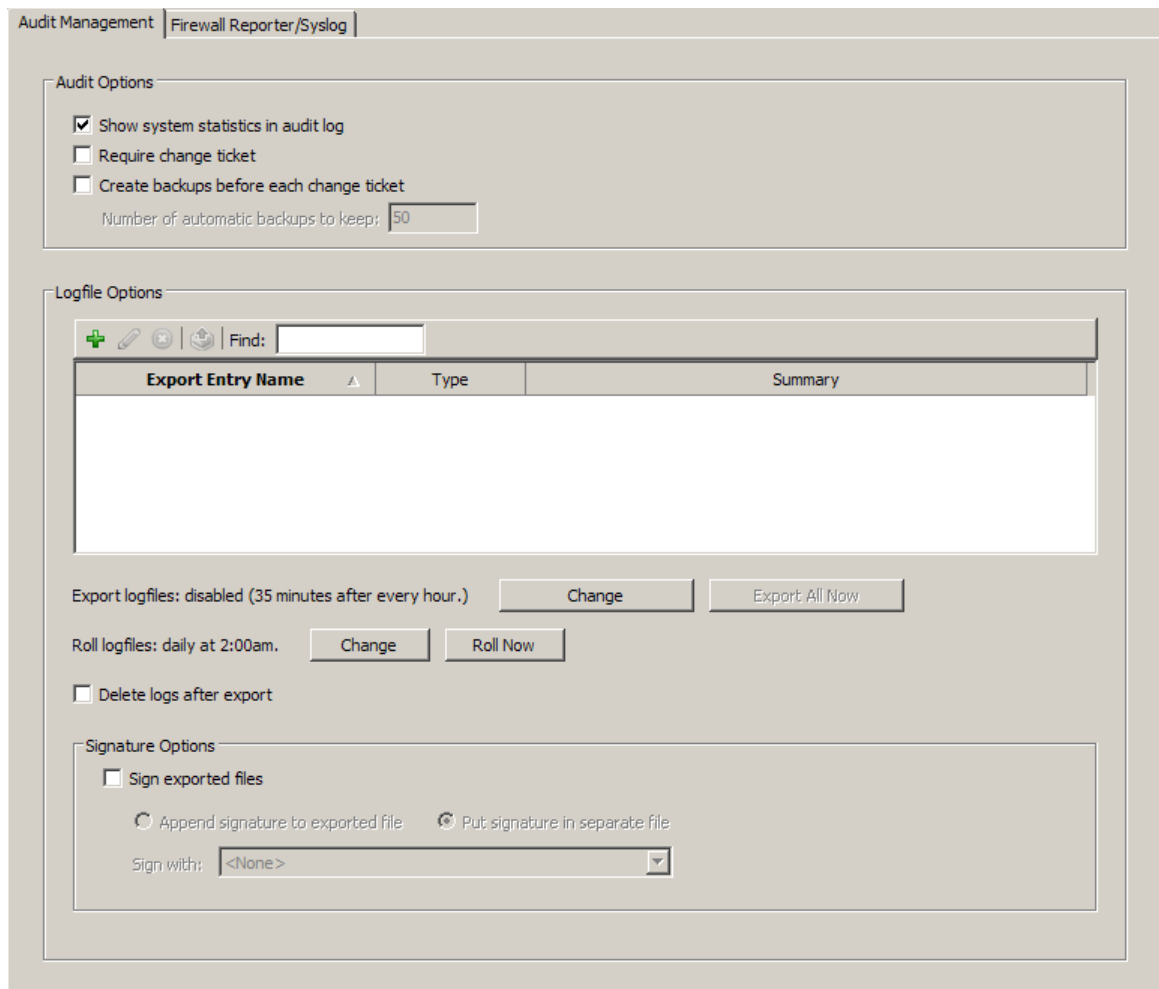 Audit Management
Firewall Reporter/Syslog
Audit Options
Show system statistics in audit log
Require change ticket
Create backups before each change ticket
Number of automatic backups to keep: 50
Logfile Options
Find:
Export Entry Name Type Summary
Export logfiles: disabled (35 minutes after every hour.) Change Export All Now
Roll logfiles: daily at 2:00am. Change Roll Now
Delete logs after export
Signature Options
Sign exported files
Append signature to exported file Put signature in separate file
Sign with: <None>